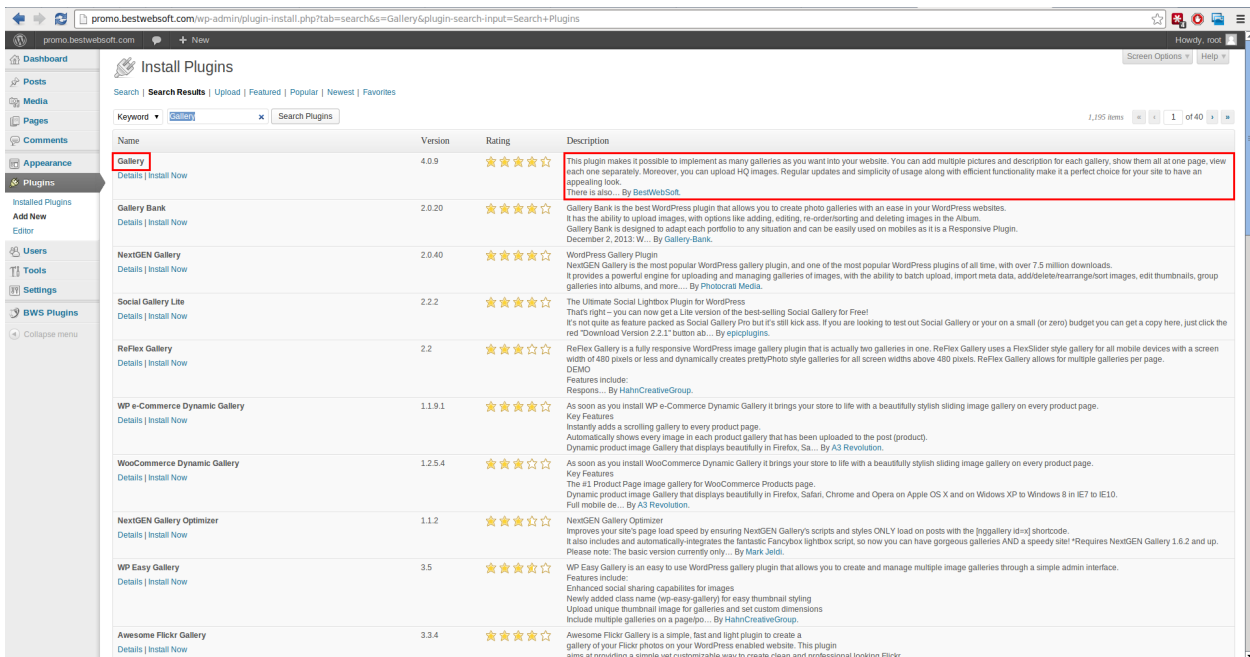 promo.bestwebsoft.com/wp-admin/plugin-install.php?tab=search&s=Gallery&plugin-search-input=Search+Plugins
promo.bestwebsoft.com + New Howdy, root
Dashboard
Posts
Media
Pages
Comments
Appearance
Plugins
Installed Plugins
Add New
Editor
Users
Tools
Settings
BWS Plugins
Collapse menu
Screen Options Help
Install Plugins
Search | Search Results | Upload | Featured | Popular | Newest | Favorites
Keyword Gallery x Search Plugins 1,195 items « ‹ 1 of 40 › »
Name Version Rating Description
Gallery 4.0.9
Details | Install Now
This plugin makes it possible to implement as many galleries as you want into your website. You can add multiple pictures and description for each gallery, show them all at one page, view
each one separately. Moreover, you can upload HQ images. Regular updates and simplicity of usage along with efficient functionality make it a perfect choice for your site to have an
appealing look.
There is also… By BestWebSoft.
Gallery Bank 2.0.20
Details | Install Now
Gallery Bank is the best WordPress plugin that allows you to create photo galleries with an ease in your WordPress websites.
It has the ability to upload images, with options like adding, editing, re-order/sorting and deleting images in the Album.
Gallery Bank is designed to adapt each portfolio to any situation and can be easily used on mobiles as it is a Responsive Plugin.
December 2, 2013: W… By Gallery-Bank.
NextGEN Gallery 2.0.40
Details | Install Now
WordPress Gallery Plugin
NextGEN Gallery is the most popular WordPress gallery plugin, and one of the most popular WordPress plugins of all time, with over 7.5 million downloads.
It provides a powerful engine for uploading and managing galleries of images, with the ability to batch upload, import meta data, add/delete/rearrange/sort images, edit thumbnails, group
galleries into albums, and more.… By Photocrati Media.
Social Gallery Lite 2.2.2
Details | Install Now
The Ultimate Social Lightbox Plugin for WordPress
That's right – you can now get a Lite version of the best-selling Social Gallery for Free!
It's not quite as feature packed as Social Gallery Pro but it's still kick ass. If you are looking to test out Social Gallery or your on a small (or zero) budget you can get a copy here, just click the
red "Download Version 2.2.1" button ab… By epicplugins.
ReFlex Gallery 2.2
Details | Install Now
ReFlex Gallery is a fully responsive WordPress image gallery plugin that is actually two galleries in one. ReFlex Gallery uses a FlexSlider style gallery for all mobile devices with a screen
width of 480 pixels or less and dynamically creates prettyPhoto style galleries for all screen widths above 480 pixels. ReFlex Gallery allows for multiple galleries per page.
DEMO
Features include:
Respons… By HahnCreativeGroup.
WP e-Commerce Dynamic Gallery 1.1.9.1
Details | Install Now
As soon as you install WP e-Commerce Dynamic Gallery it brings your store to life with a beautifully stylish sliding image gallery on every product page.
Key Features
Instantly adds a scrolling gallery to every product page.
Automatically shows every image in each product gallery that has been uploaded to the post (product).
Dynamic product image Gallery that displays beautifully in Firefox, Sa… By A3 Revolution.
WooCommerce Dynamic Gallery 1.2.5.4
Details | Install Now
As soon as you install WooCommerce Dynamic Gallery it brings your store to life with a beautifully stylish sliding image gallery on every product page.
Key Features
The #1 Product Page image gallery for WooCommerce Products page.
Dynamic product image Gallery that displays beautifully in Firefox, Safari, Chrome and Opera on Apple OS X and on Widows XP to Windows 8 in IE7 to IE10.
Full mobile de… By A3 Revolution.
NextGEN Gallery Optimizer 1.1.2
Details | Install Now
NextGEN Gallery Optimizer
Improves your site's page load speed by ensuring NextGEN Gallery's scripts and styles ONLY load on posts with the [nggallery id=x] shortcode.
It also includes and automatically-integrates the fantastic Fancybox lightbox script, so now you can have gorgeous galleries AND a speedy site! *Requires NextGEN Gallery 1.6.2 and up.
Please note: The basic version currently only… By Mark Jeldi.
WP Easy Gallery 3.5
Details | Install Now
WP Easy Gallery is an easy to use WordPress gallery plugin that allows you to create and manage multiple image galleries through a simple admin interface.
Features include:
Enhanced social sharing capabilites for images
Newly added class name (wp-easy-gallery) for easy thumbnail styling
Upload unique thumbnail image for galleries and set custom dimensions
Include multiple galleries on a page/po… By HahnCreativeGroup.
Awesome Flickr Gallery 3.3.4
Details | Install Now
Awesome Flickr Gallery is a simple, fast and light plugin to create a
gallery of your Flickr photos on your WordPress enabled website. This plugin
aims at providing a simple yet customizable way to create clean and professional looking Flickr